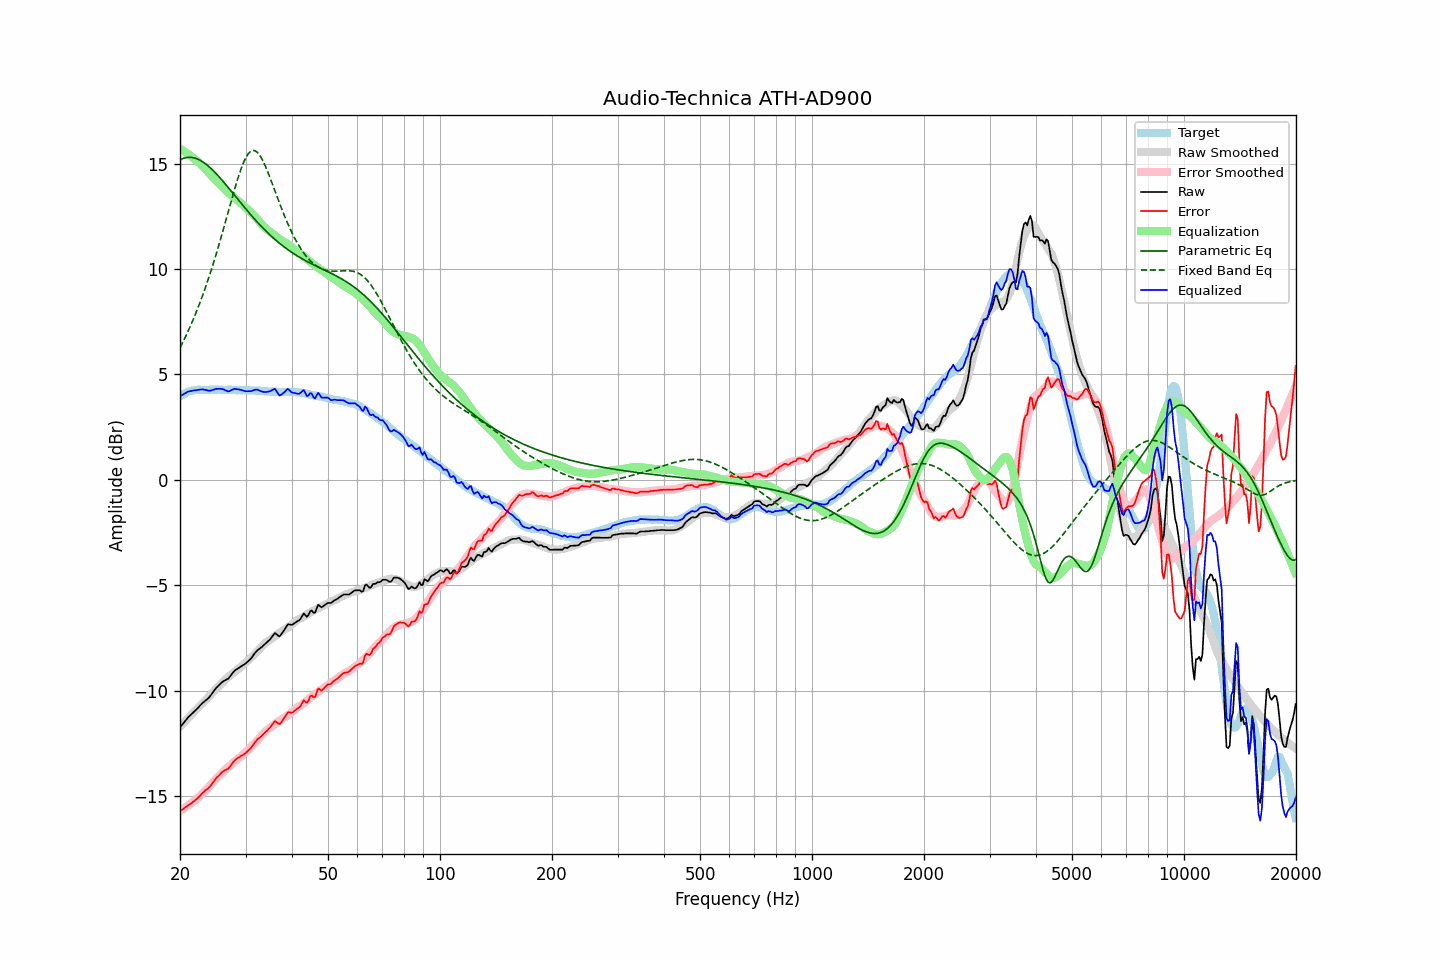 Audio-Technica ATH-AD900
Amplitude (dBr)
15
10
5
0
−5
−10
−15
Target
Raw Smoothed
Error Smoothed
Raw
Error
Equalization
Parametric Eq
Fixed Band Eq
Equalized
20 50 100 200 500 1000 2000 5000 10000 20000
Frequency (Hz)